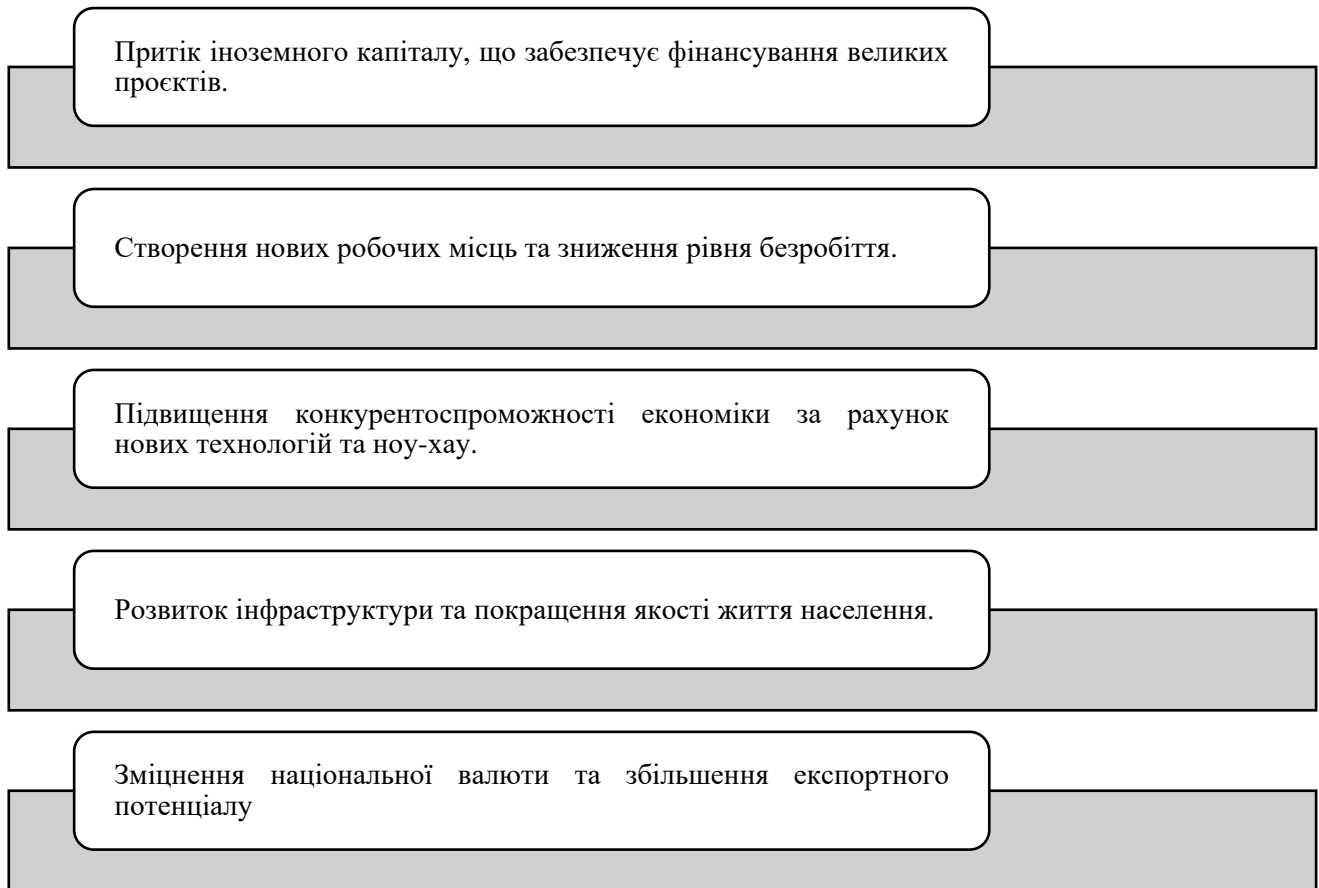 Притік іноземного капіталу, що забезпечує фінансування великих
проєктів.
Створення нових робочих місць та зниження рівня безробіття.
Підвищення конкурентоспроможності економіки за рахунок
нових технологій та ноу-хау.
Розвиток інфраструктури та покращення якості життя населення.
Зміцнення національної валюти та збільшення експортного
потенціалу